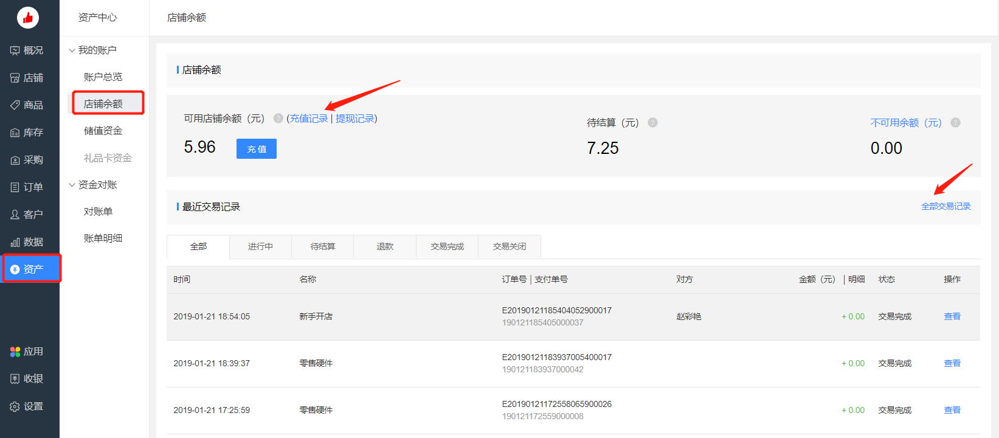 资产中心
店铺余额
概况
店铺
商品
库存
采购
订单
客户
数据
资产
应用
收银
设置
我的账户
账户总览
店铺余额
储值资金
礼品卡资金
资金对账
对账单
账单明细
店铺余额
可用店铺余额（元） ? (充值记录 | 提现记录)
5.96 充值
待结算（元） ?
7.25
不可用余额（元） ?
0.00
最近交易记录 全部交易记录
全部 进行中 待结算 退款 交易完成 交易关闭
时间 名称 订单号 | 支付单号 对方 金额（元） | 明细 状态 操作
2019-01-21 18:54:05 新手开店 E20190121185404052900017 赵彩艳 + 0.00 交易完成 查看
190121185405000037
2019-01-21 18:39:37 零售硬件 E20190121183937005400017 + 0.00 交易完成 查看
190121183937000042
2019-01-21 17:25:59 零售硬件 E20190121172558065900026 + 0.00 交易完成 查看
190121172559000008